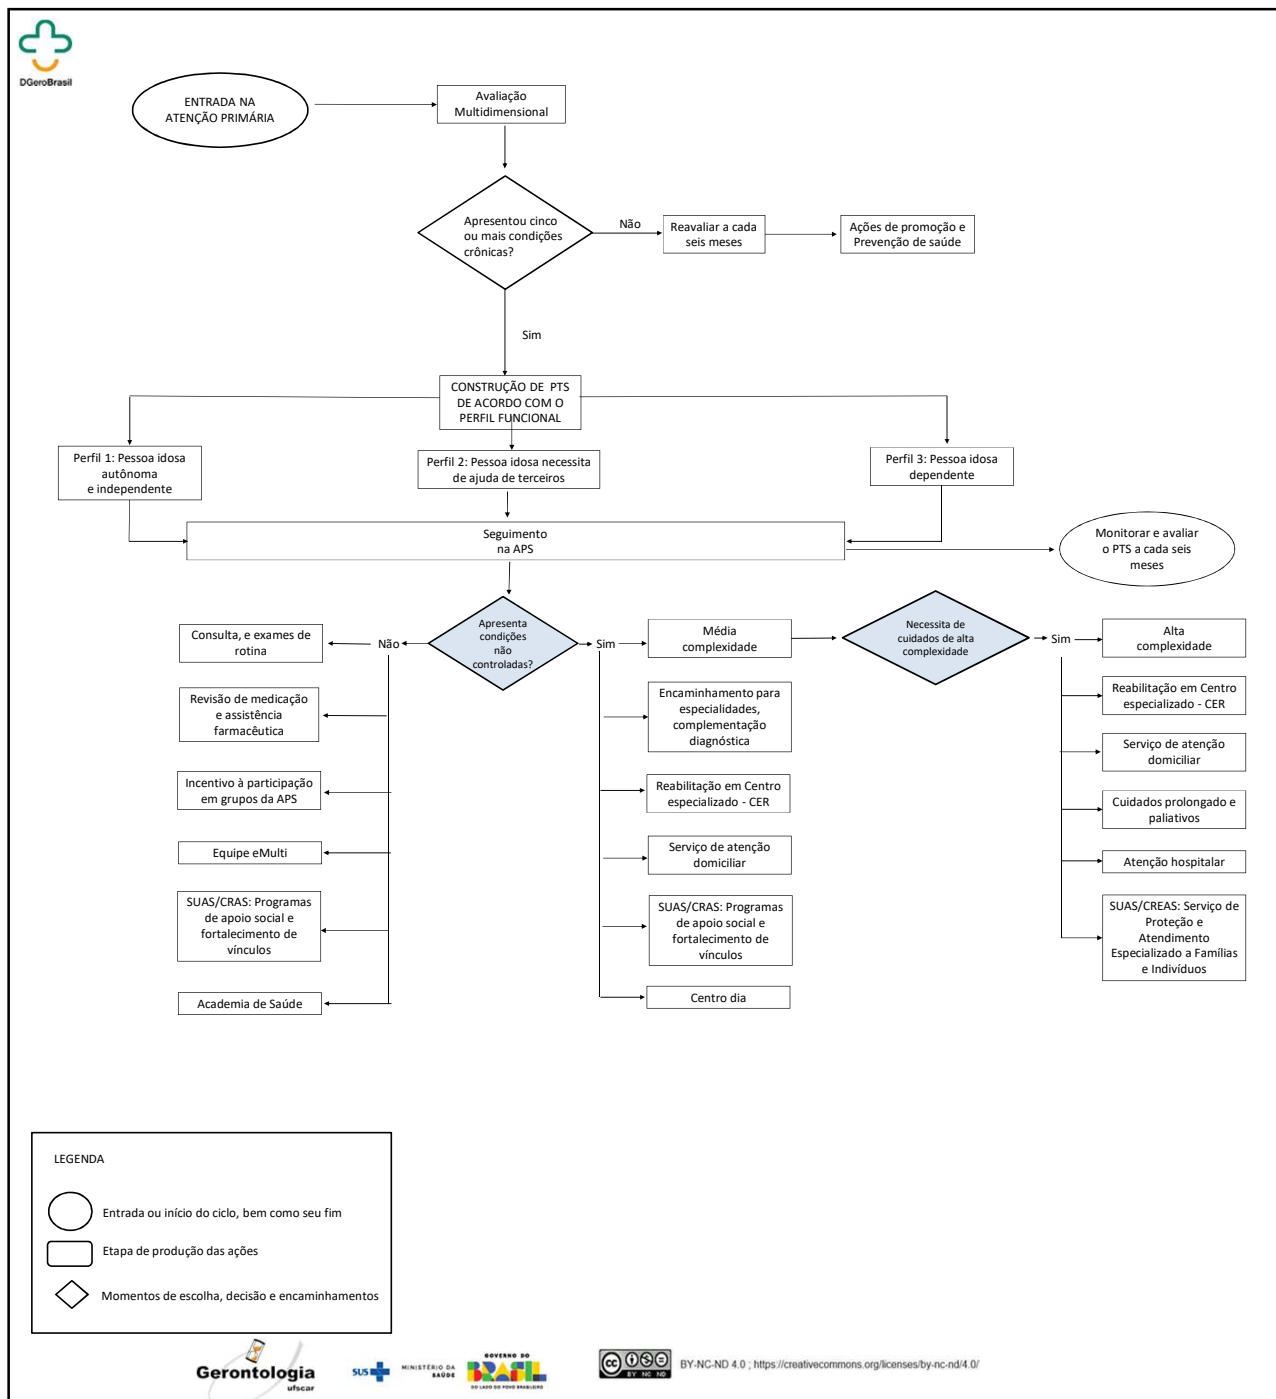 DGeroBrasil
ENTRADA NA
ATENÇÃO PRIMÁRIA
Avaliação
Multidimensional
Apresentou cinco
ou mais condições
crônicas?
Não
Reavaliar a cada
seis meses
Ações de promoção e
Prevenção de saúde
Sim
CONSTRUÇÃO DE PTS
DE ACORDO COM O
PERFIL FUNCIONAL
Perfil 1: Pessoa idosa
autônoma
e independente
Perfil 2: Pessoa idosa necessita
de ajuda de terceiros
Perfil 3: Pessoa idosa
dependente
Seguimento
na APS
Monitorar e avaliar
o PTS a cada seis
meses
Apresenta
condições
não
controladas?
Não
Consulta, e exames de
rotina
Revisão de medicação
e assistência
farmacêutica
Incentivo à participação
em grupos da APS
Equipe eMulti
SUAS/CRAS: Programas
de apoio social e
fortalecimento de
vínculos
Academia de Saúde
Sim
Média
complexidade
Encaminhamento para
especialidades,
complementação
diagnóstica
Reabilitação em Centro
especializado - CER
Serviço de atenção
domiciliar
SUAS/CRAS: Programas
de apoio social e
fortalecimento de
vínculos
Centro dia
Necessita de
cuidados de alta
complexidade
Sim
Alta
complexidade
Reabilitação em Centro
especializado - CER
Serviço de atenção
domiciliar
Cuidados prolongado e
paliativos
Atenção hospitalar
SUAS/CREAS: Serviço de
Proteção e
Atendimento
Especializado a Famílias
e Indivíduos
LEGENDA
Entrada ou início do ciclo, bem como seu fim
Etapa de produção das ações
Momentos de escolha, decisão e encaminhamentos
Gerontologia
ufscar
SUS
MINISTÉRIO DA
SAÚDE
GOVERNO DO
BRASIL
DO LADO DO POVO BRASILEIRO
cc
BY NC ND
BY-NC-ND 4.0 ; https://creativecommons.org/licenses/by-nc-nd/4.0/